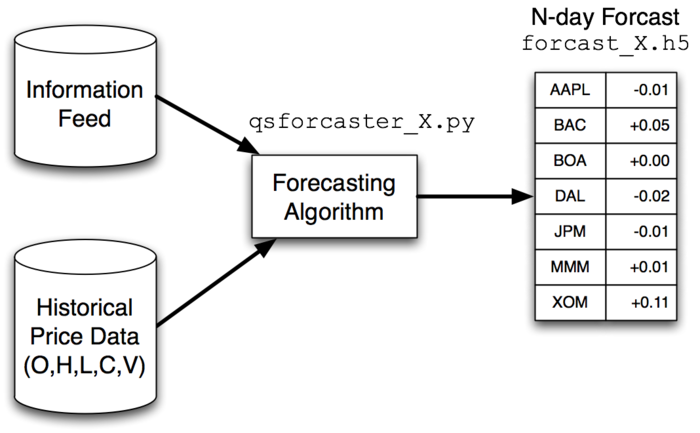 Information
Feed
Historical
Price Data
(O,H,L,C,V)
qsforcaster_X.py
Forecasting
Algorithm
N-day Forcast
forcast_X.h5
AAPL -0.01
BAC +0.05
BOA +0.00
DAL -0.02
JPM -0.01
MMM +0.01
XOM +0.11